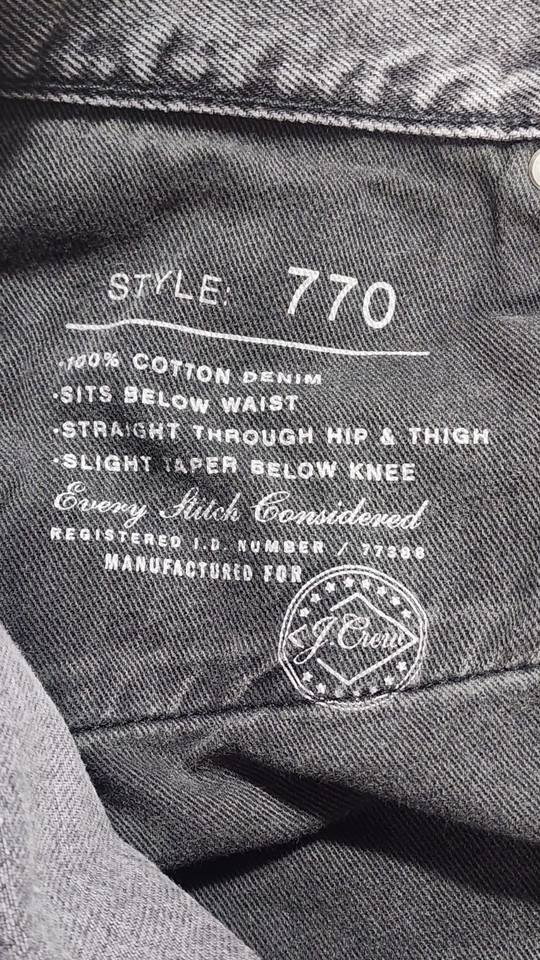 STYLE: 770
·100% COTTON DENIM
·SITS BELOW WAIST
·STRAIGHT THROUGH HIP & THIGH
·SLIGHT TAPER BELOW KNEE
Every Stitch Considered
REGISTERED I.D. NUMBER / 77388
MANUFACTURED FOR
J.Crew